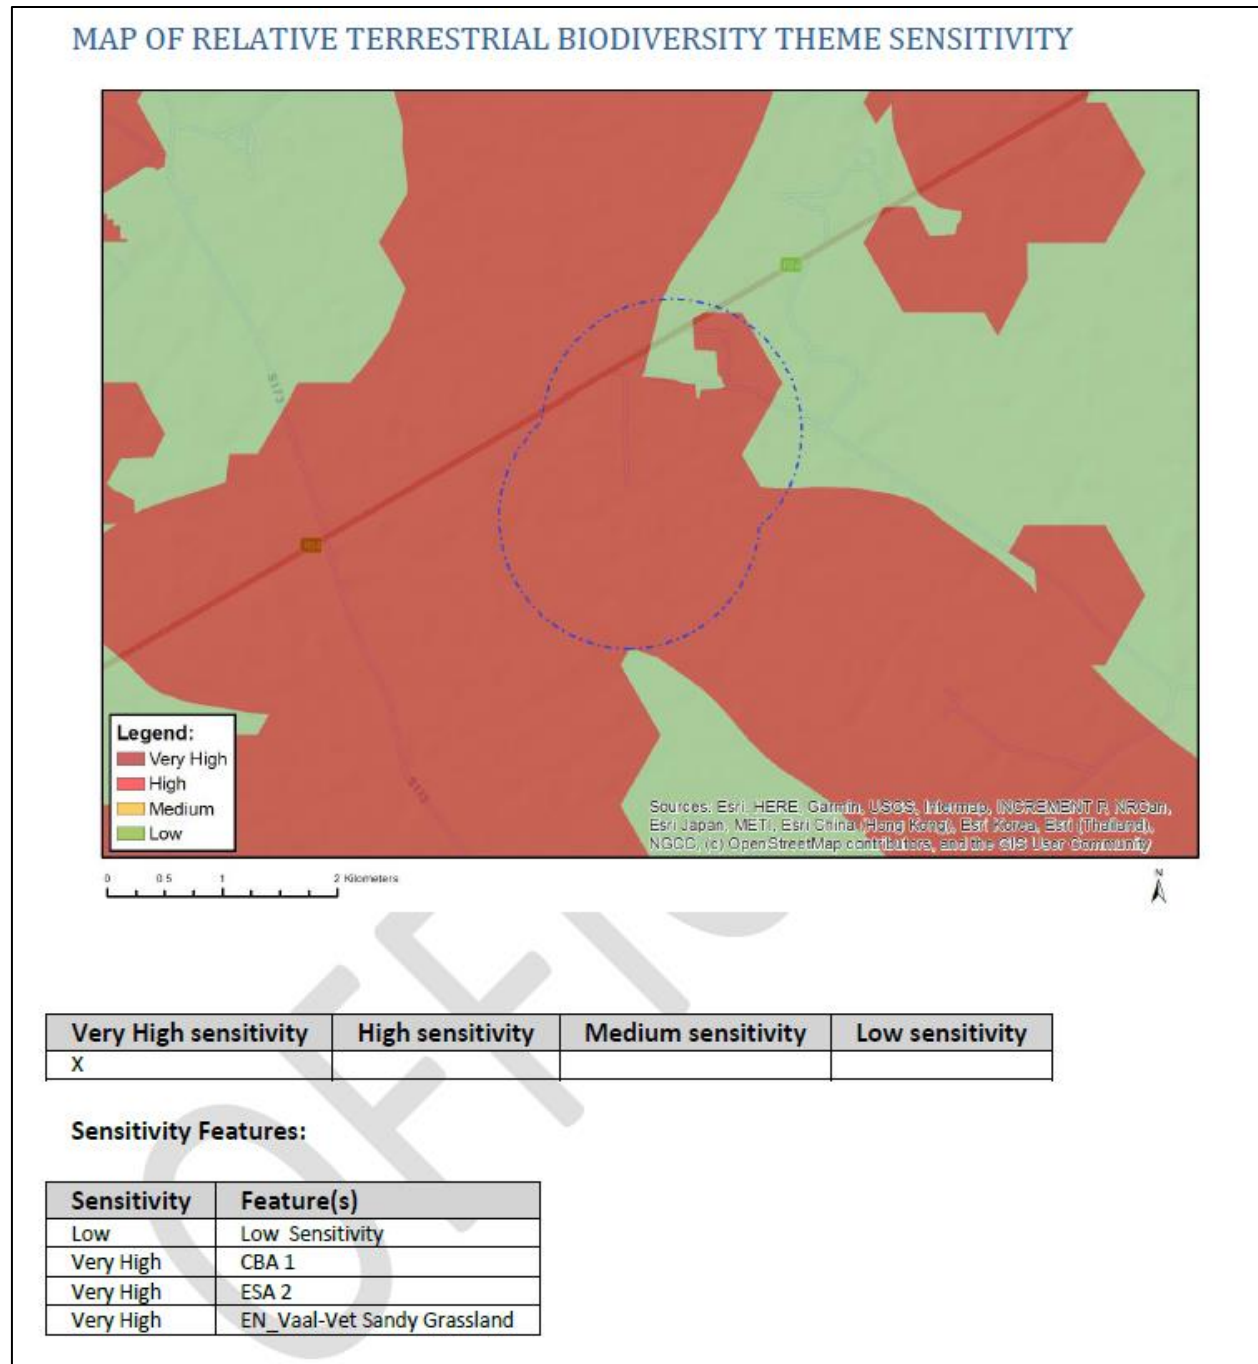 MAP OF RELATIVE TERRESTRIAL BIODIVERSITY THEME SENSITIVITY
S173
Legend:
Very High
High
Medium
Low
Sources: Esri, HERE, Garmin, USGS, Intermap, INCREMENT P, NRCan,
Esri Japan, METI, Esri China (Hong Kong), Esri Korea, Esri (Thailand),
NGCC, (c) OpenStreetMap contributors, and the GIS User Community
0 0.5 1 2 Kilometers
N
Very High sensitivity High sensitivity Medium sensitivity Low sensitivity
X
Sensitivity Features:
Sensitivity Feature(s)
Low Low Sensitivity
Very High CBA 1
Very High ESA 2
Very High EN_Vaal-Vet Sandy Grassland